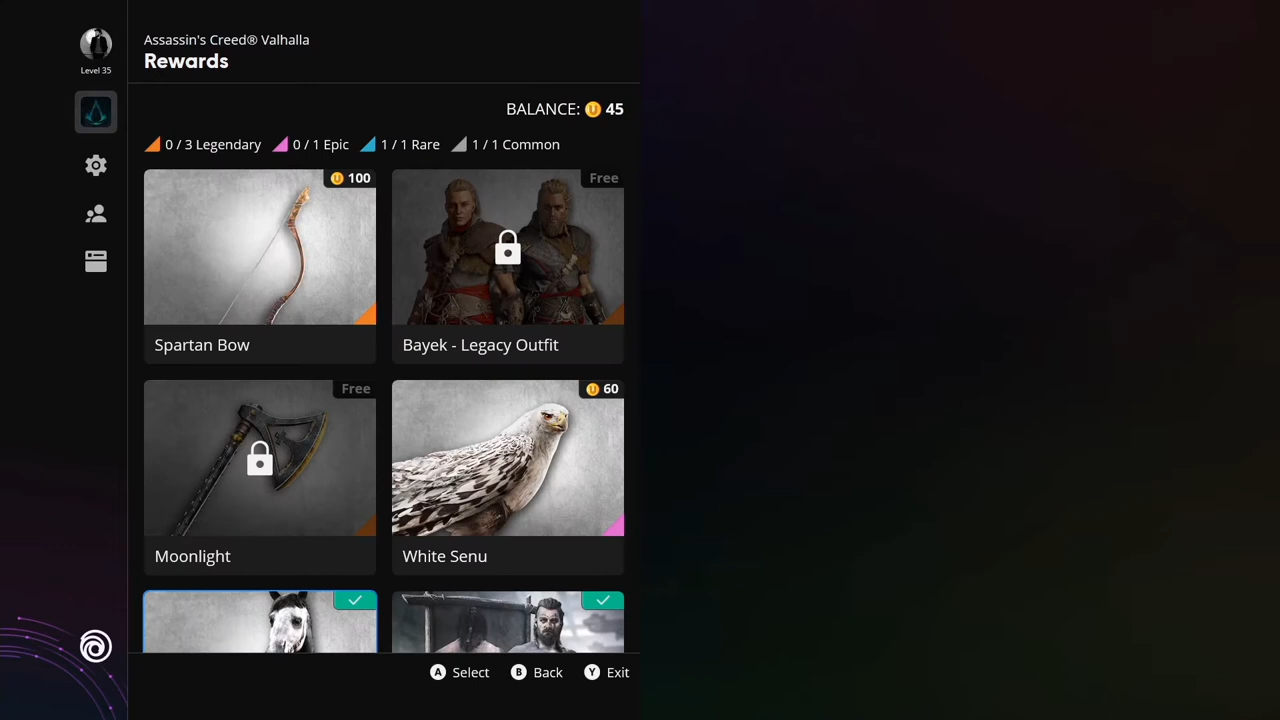 Level 35
Assassin's Creed® Valhalla
Rewards
BALANCE: 45
0 / 3 Legendary 0 / 1 Epic 1 / 1 Rare 1 / 1 Common
100
Free
Spartan Bow
Bayek - Legacy Outfit
Free
60
Moonlight
White Senu
A Select B Back Y Exit